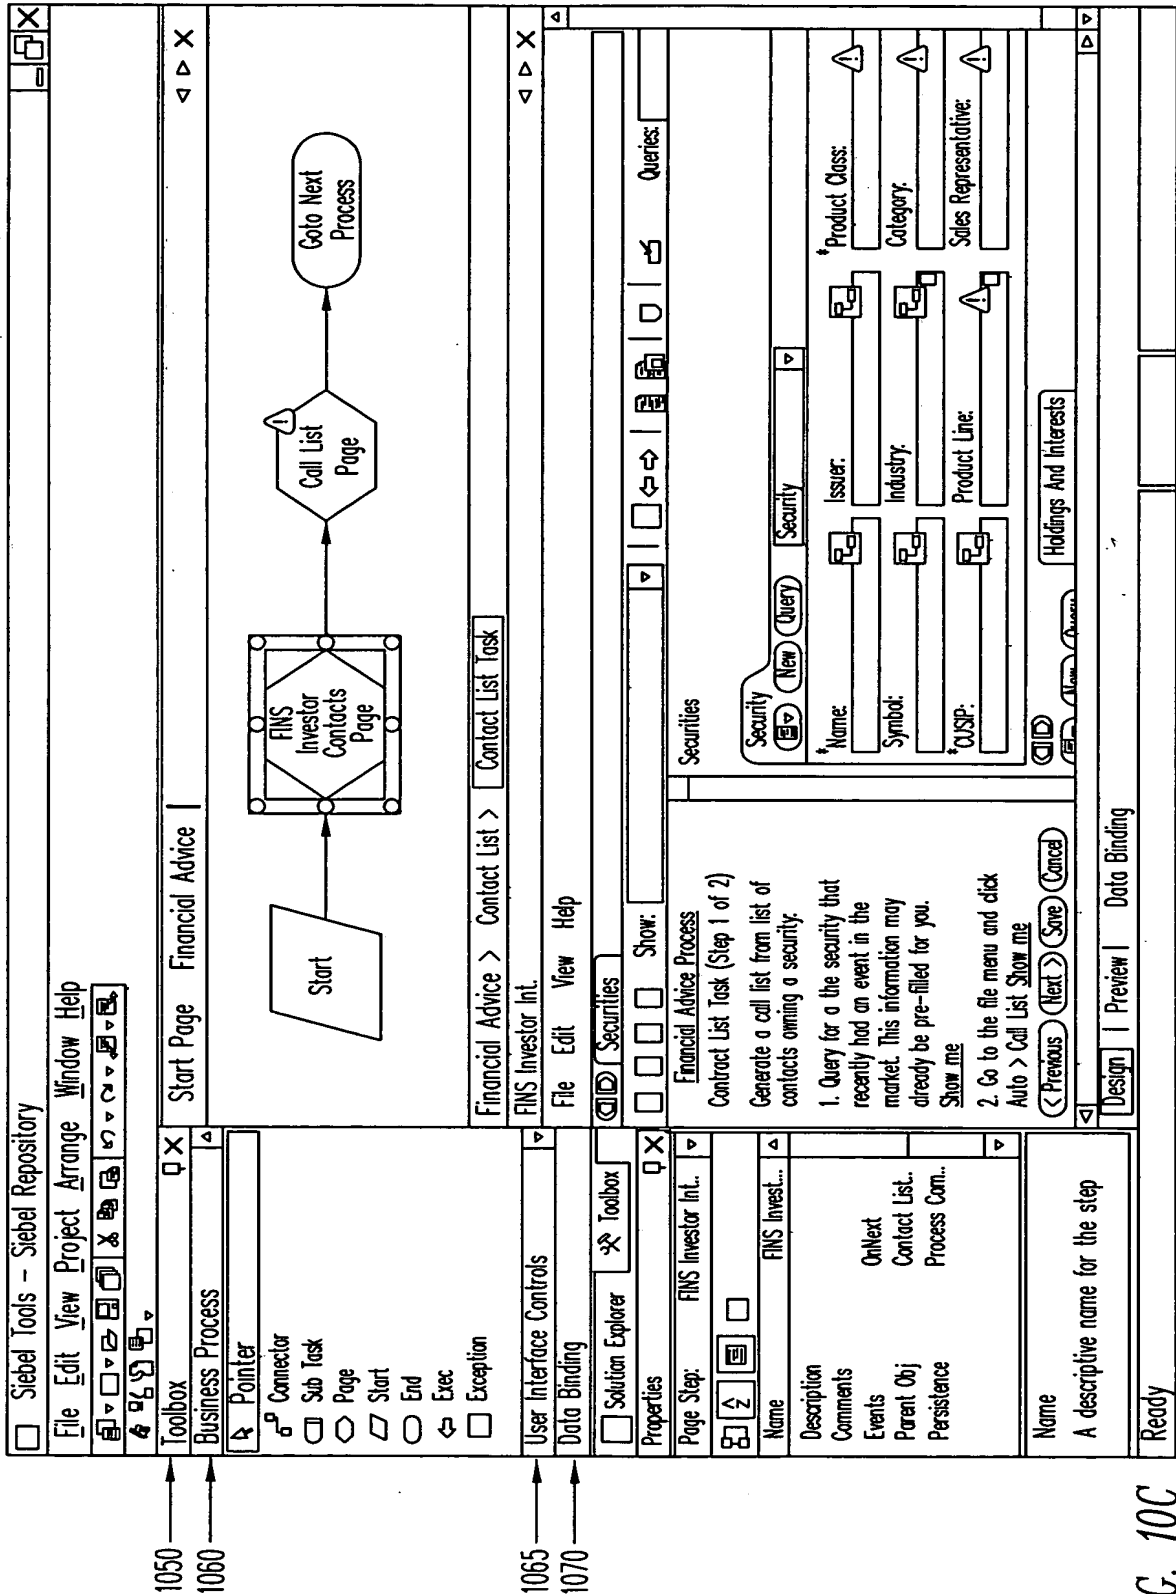 Siebel Tools – Siebel Repository
File Edit View Project Arrange Window Help
1050
Toolbox
1060
Business Process
Pointer
Connector
Sub Task
Page
Start
End
Exec
Exception
1065
User Interface Controls
1070
Data Binding
Solution Explorer
Toolbox
Properties
Page Step:
FINS Investor Int..
A
Z
Name
FINS Invest...
Description
Comments
Events
OnNext
Parent Obj
Contact List..
Persistence
Process Com..
Name
A descriptive name for the step
Ready
Start Page
Financial Advice
Start
FINS
Investor
Contacts
Page
Call List
Page
Goto Next
Process
Financial Advice > Contact List > Contact List Task
FINS Investor Int.
File Edit View Help
Securities
Show:
Queries:
Financial Advice Process
Contract List Task (Step 1 of 2)
Generate a call list from list of
contacts owning a security.
1. Query for a the security that
recently had an event in the
market. This information may
already be pre–filled for you.
Show me
2. Go to the file menu and click
Auto > Call List Show me
< Previous
Next >
Save
Cancel
Securities
Security
New
Query
Security
*Name:
Issuer:
*Product Class:
Symbol:
Industry:
Category:
*CUSIP:
Product Line:
Sales Representative:
New
Query
Holdings And Interests
Design | Preview | Data Binding
G. 10C